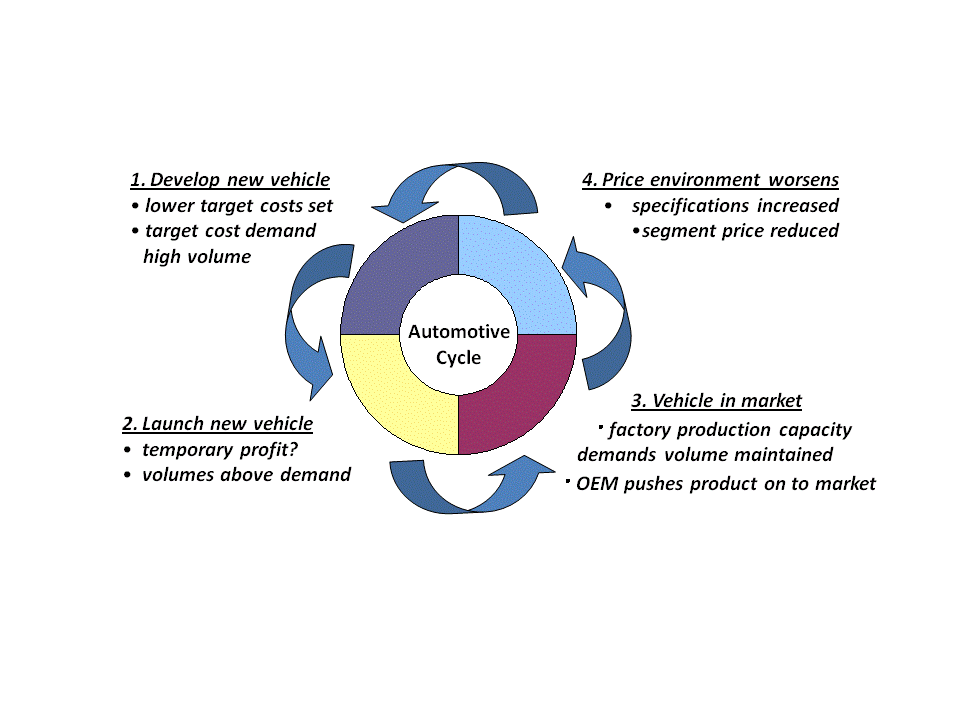 1. Develop new vehicle
• lower target costs set
• target cost demand
high volume
2. Launch new vehicle
• temporary profit?
• volumes above demand
3. Vehicle in market
· factory production capacity
demands volume maintained
· OEM pushes product on to market
4. Price environment worsens
• specifications increased
•segment price reduced
Automotive
Cycle